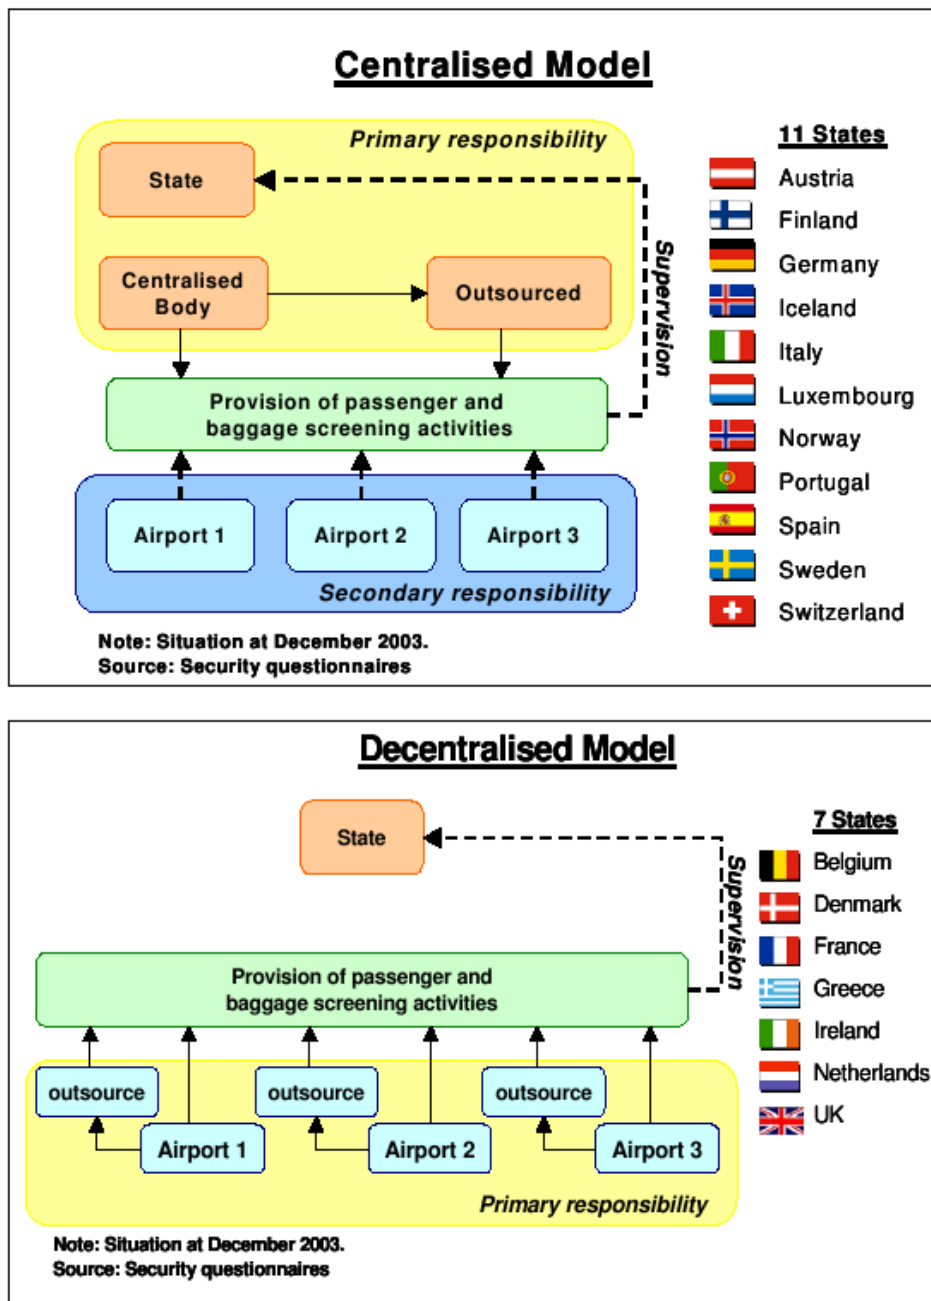 Centralised Model
Primary responsibility
State
Centralised
Body
Outsourced
Supervision
Provision of passenger and
baggage screening activities
Airport 1
Airport 2
Airport 3
Secondary responsibility
11 States
Austria
Finland
Germany
Iceland
Italy
Luxembourg
Norway
Portugal
Spain
Sweden
Switzerland
Note: Situation at December 2003.
Source: Security questionnaires
Decentralised Model
State
Supervision
Provision of passenger and
baggage screening activities
outsource
outsource
outsource
Airport 1
Airport 2
Airport 3
Primary responsibility
7 States
Belgium
Denmark
France
Greece
Ireland
Netherlands
UK
Note: Situation at December 2003.
Source: Security questionnaires